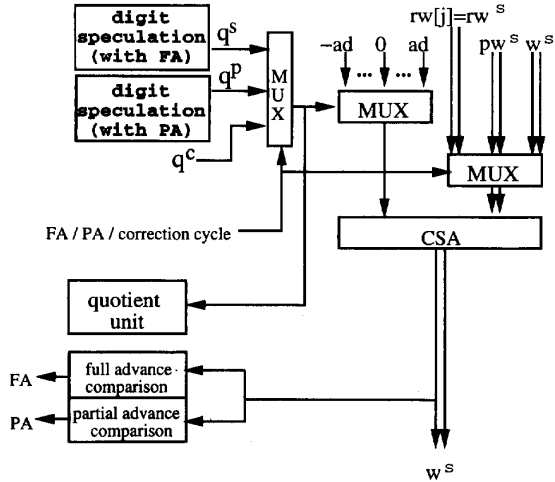 digit
speculation
(with FA)
q^s
digit
speculation
(with PA)
q^p
q^c
MUX
−ad ... 0 ... ad
MUX
rw[j]=rw^s
pw^s w^s
MUX
FA / PA / correction cycle
CSA
quotient
unit
FA
full advance
comparison
PA
partial advance
comparison
w^s